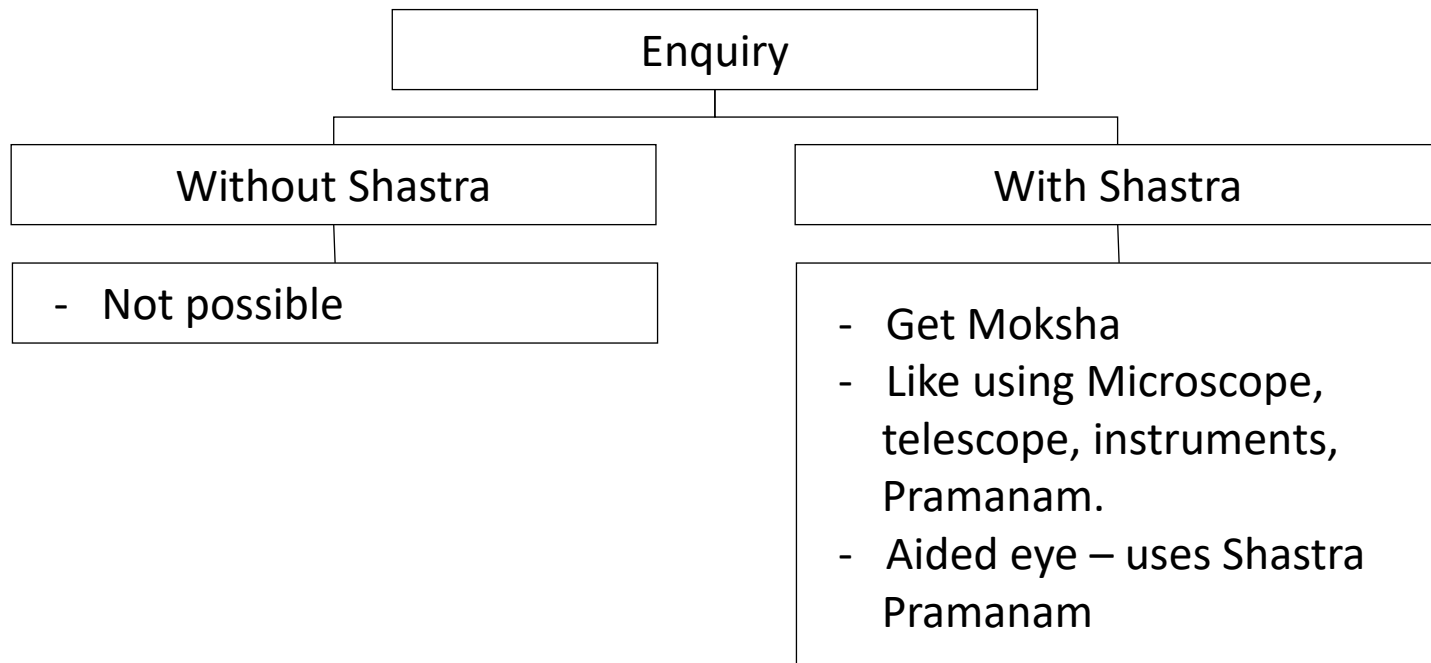 Enquiry
Without Shastra
With Shastra
- Not possible
- Get Moksha
- Like using Microscope,
telescope, instruments,
Pramanam.
- Aided eye – uses Shastra
Pramanam